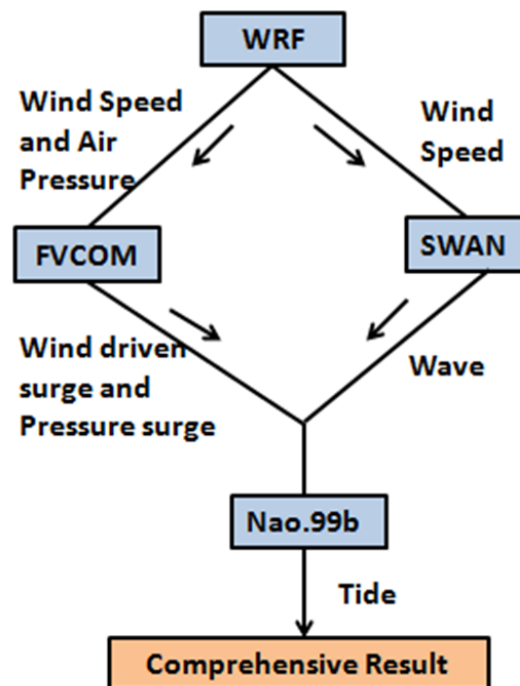 WRF
Wind Speed
and Air
Pressure
Wind
Speed
FVCOM
SWAN
Wind driven
surge and
Pressure surge
Wave
Nao.99b
Tide
Comprehensive Result